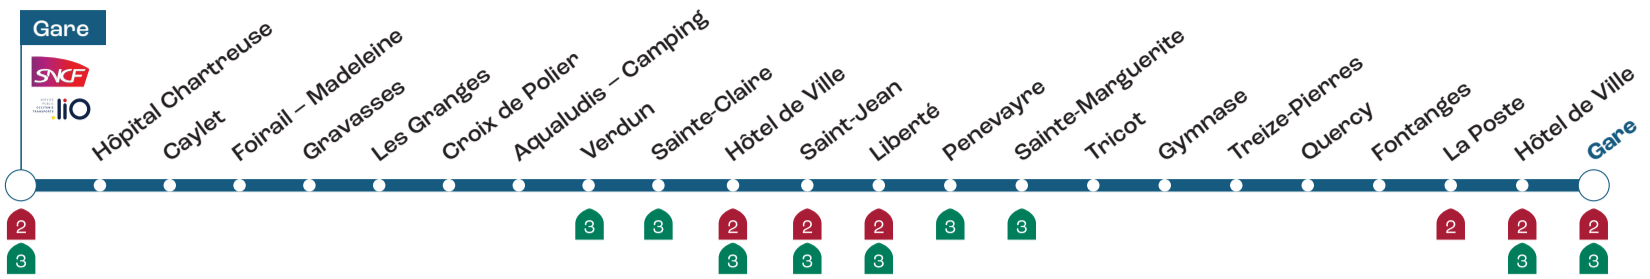 Gare
SNCF
liO
Hôpital Chartreuse
Caylet
Foirail – Madeleine
Gravasses
Les Granges
Croix de Polier
Aqualudis – Camping
Verdun
Sainte-Claire
Hôtel de Ville
Saint-Jean
Liberté
Penevayre
Sainte-Marguerite
Tricot
Gymnase
Treize-Pierres
Quercy
Fontanges
La Poste
Hôtel de Ville
Gare
2 3 3 2 2 2 3 3 2 2 2
3 3 3 3 3 3